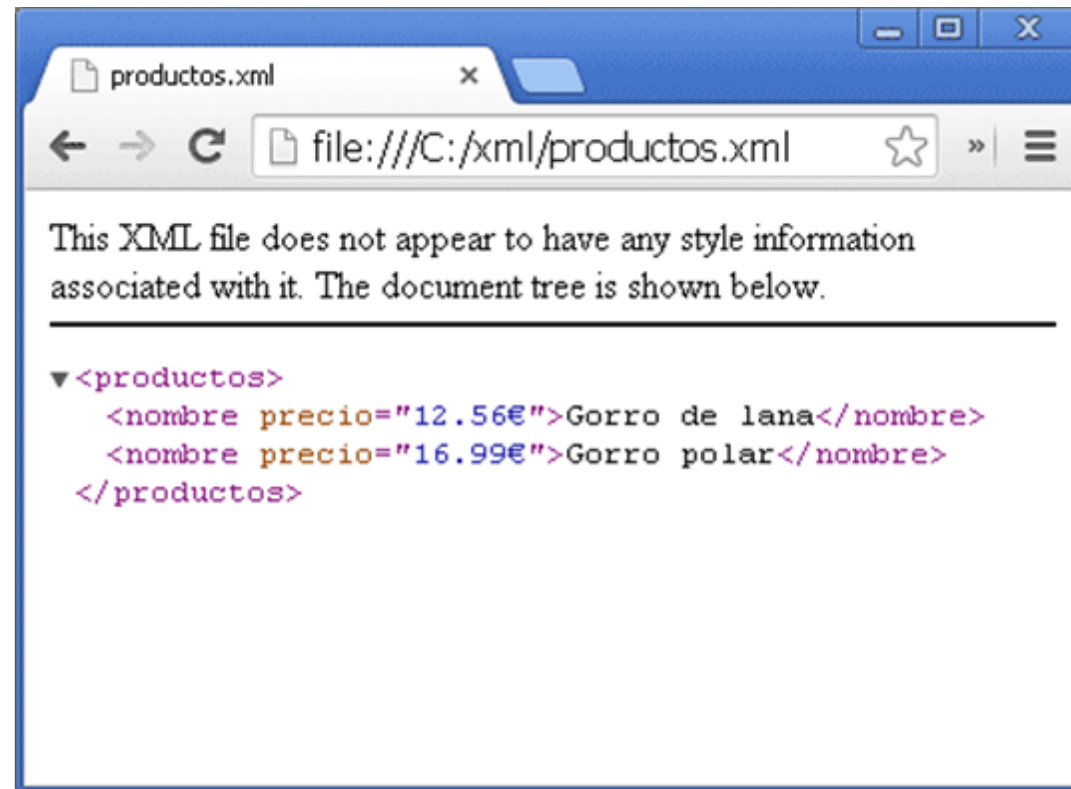 productos.xml
file:///C:/xml/productos.xml
This XML file does not appear to have any style information
associated with it. The document tree is shown below.
<productos>
<nombre precio="12.56€">Gorro de lana</nombre>
<nombre precio="16.99€">Gorro polar</nombre>
</productos>